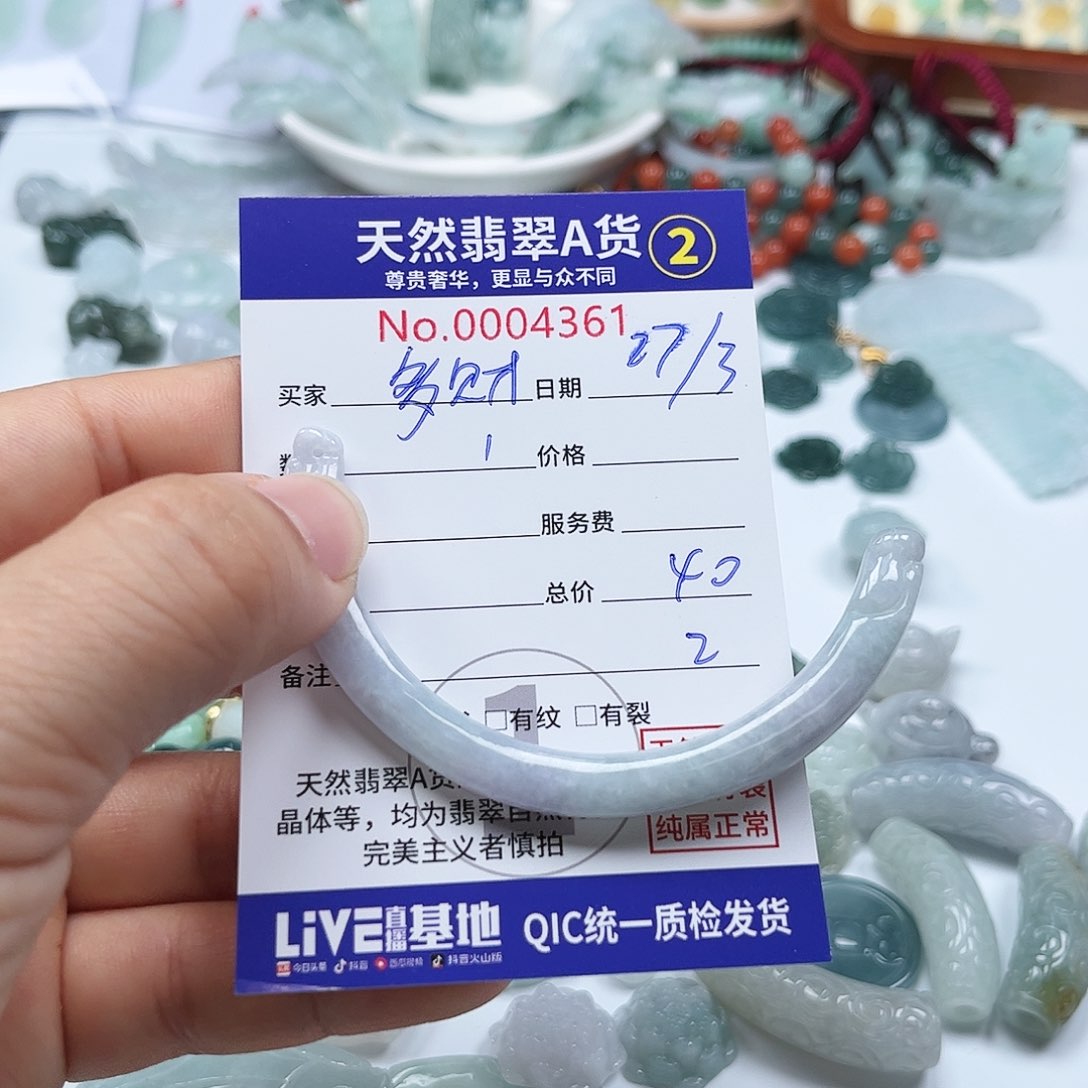 天然翡翠A货 2
尊贵奢华，更显与众不同
No.0004361
买家 多财 日期 27/3
1 价格
服务费
总价 40
备注 2
□有纹 □有裂
天然翡翠A货
晶体等，均为翡翠自然
完美主义者慎拍
纯属正常
LiVE直播基地 QIC统一质检发货
今日头条 抖音 西瓜视频 抖音火山版